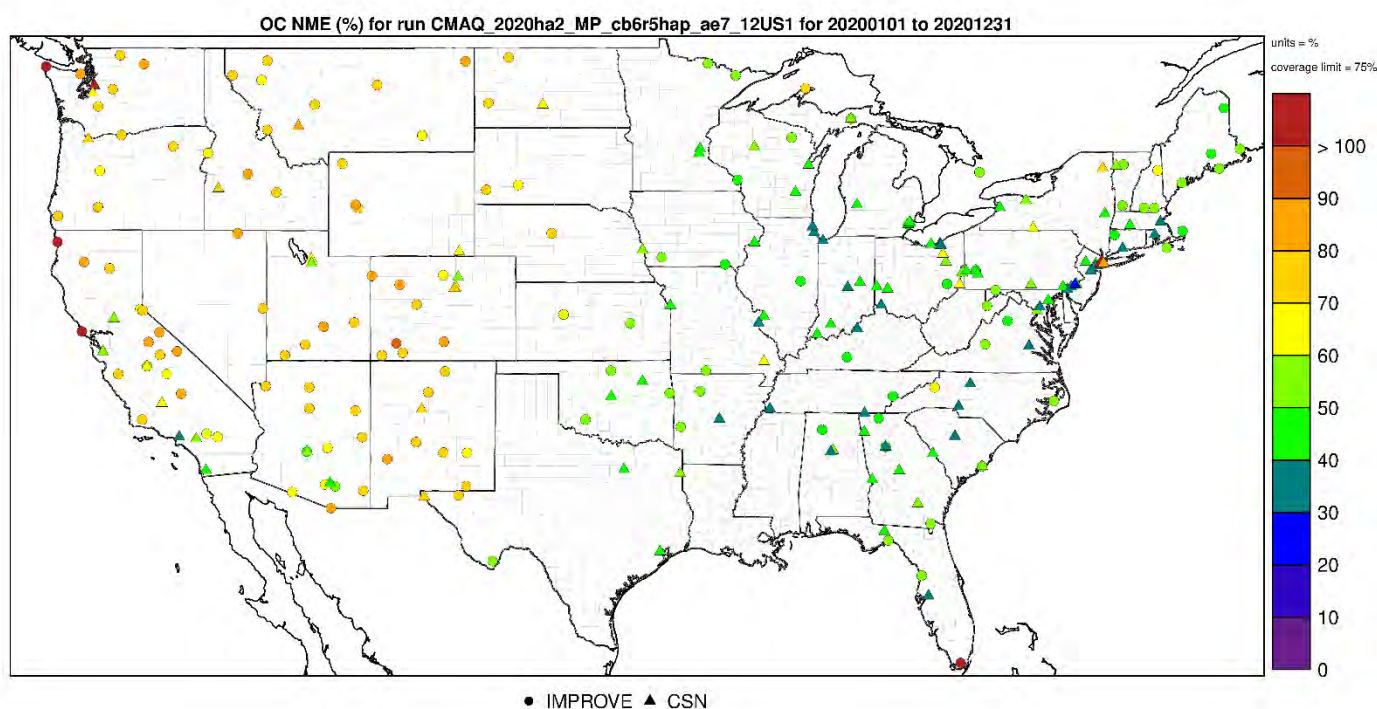 OC NME (%) for run CMAQ_2020ha2_MP_cb6r5hap_ae7_12US1 for 20200101 to 20201231
units = %
coverage limit = 75%
> 100
90
80
70
60
50
40
30
20
10
0
● IMPROVE ▲ CSN